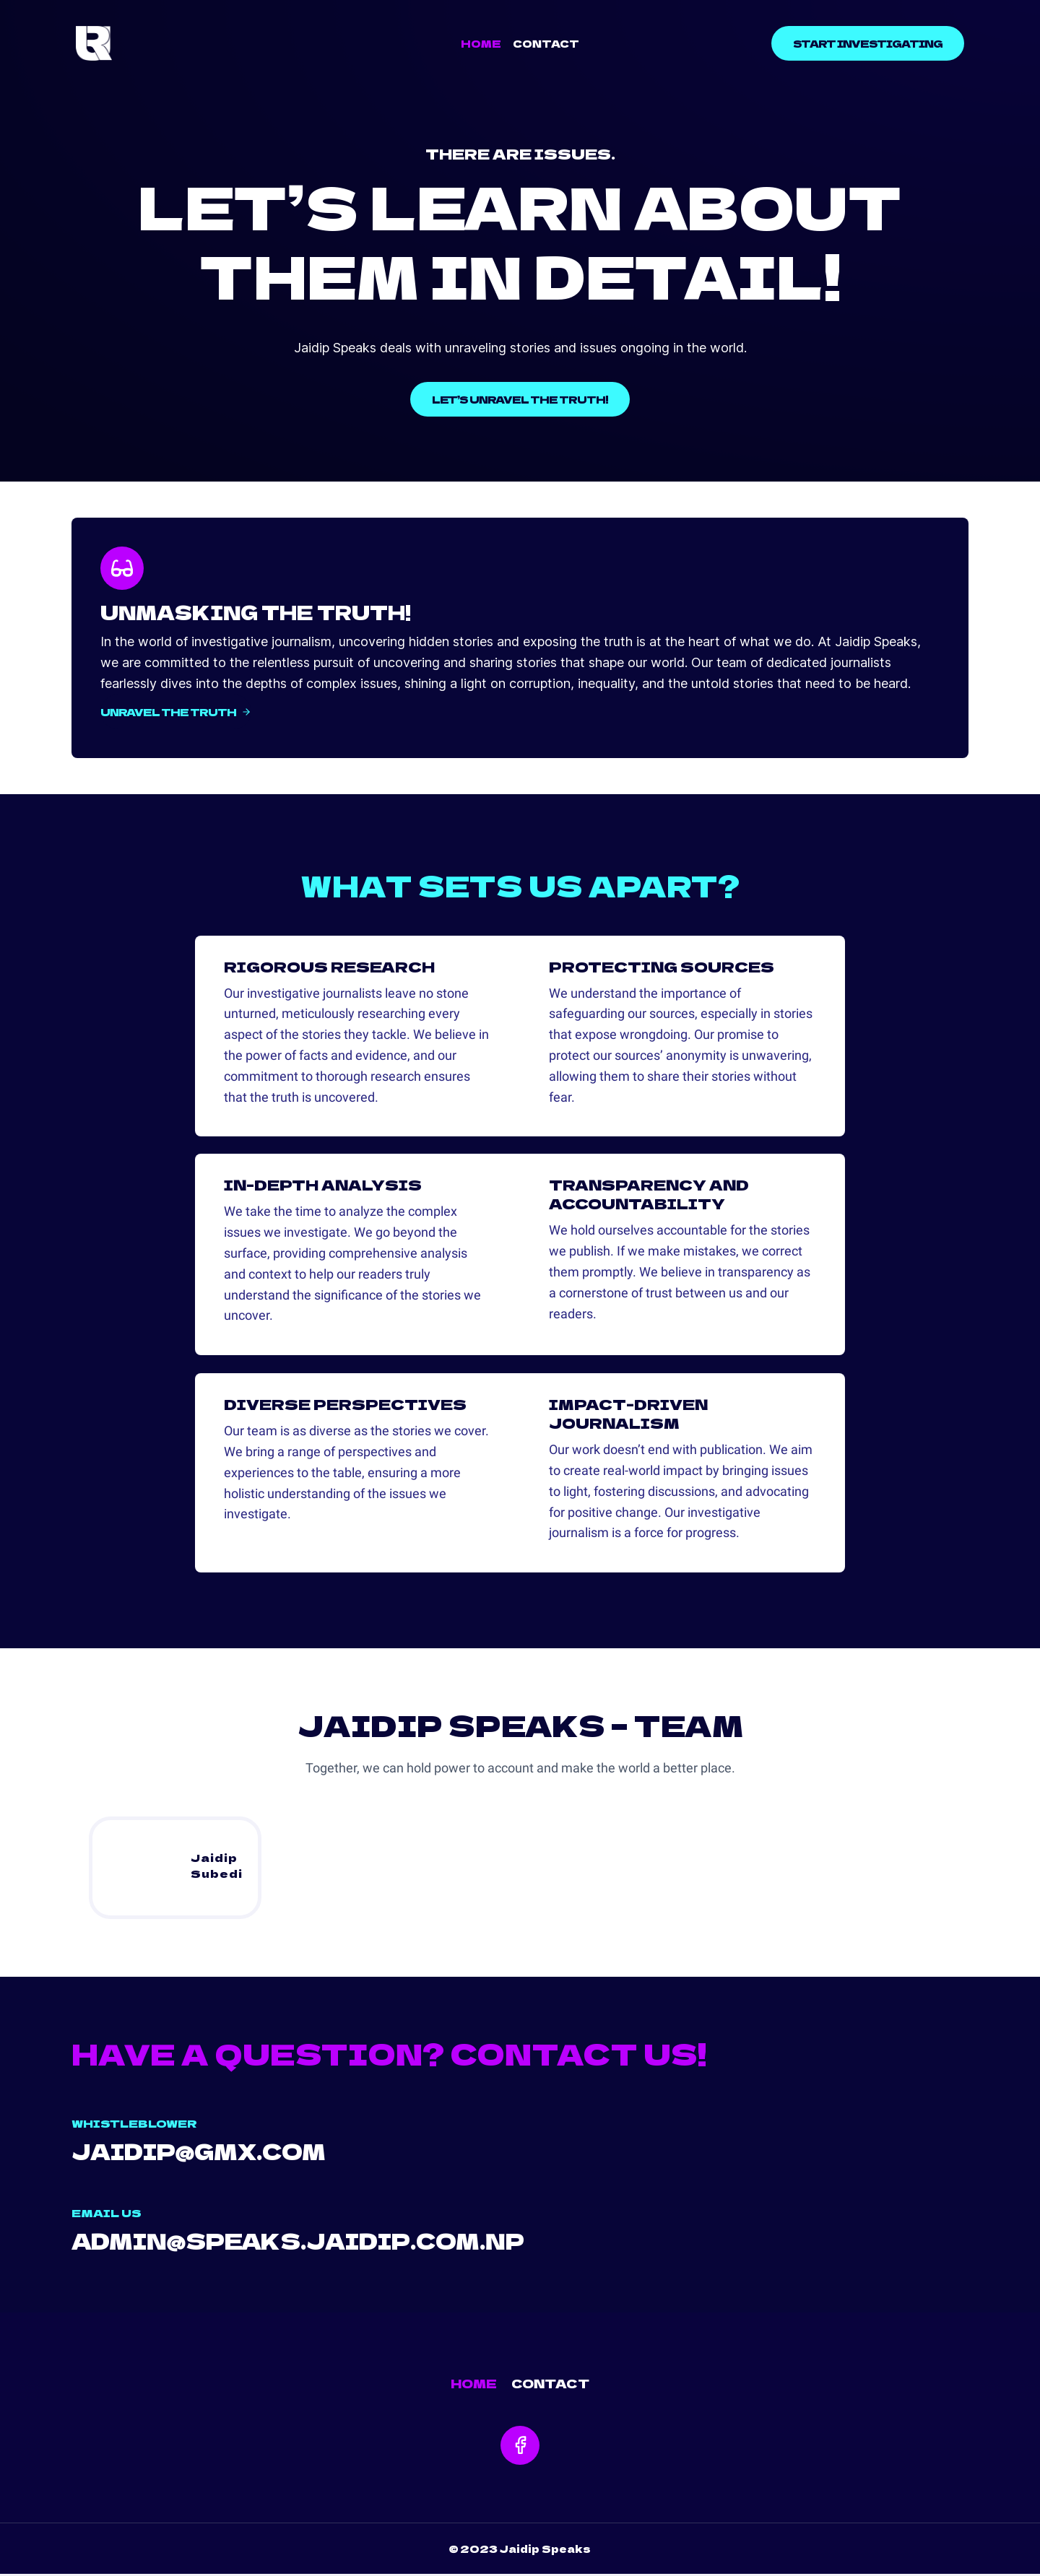 HOME CONTACT START INVESTIGATING
THERE ARE ISSUES.
LET’S LEARN ABOUT
THEM IN DETAIL!
Jaidip Speaks deals with unraveling stories and issues ongoing in the world.
LET'S UNRAVEL THE TRUTH!
UNMASKING THE TRUTH!
In the world of investigative journalism, uncovering hidden stories and exposing the truth is at the heart of what we do. At Jaidip Speaks,
we are committed to the relentless pursuit of uncovering and sharing stories that shape our world. Our team of dedicated journalists
fearlessly dives into the depths of complex issues, shining a light on corruption, inequality, and the untold stories that need to be heard.
UNRAVEL THE TRUTH →
WHAT SETS US APART?
RIGOROUS RESEARCH
Our investigative journalists leave no stone
unturned, meticulously researching every
aspect of the stories they tackle. We believe in
the power of facts and evidence, and our
commitment to thorough research ensures
that the truth is uncovered.
PROTECTING SOURCES
We understand the importance of
safeguarding our sources, especially in stories
that expose wrongdoing. Our promise to
protect our sources’ anonymity is unwavering,
allowing them to share their stories without
fear.
IN-DEPTH ANALYSIS
We take the time to analyze the complex
issues we investigate. We go beyond the
surface, providing comprehensive analysis
and context to help our readers truly
understand the significance of the stories we
uncover.
TRANSPARENCY AND
ACCOUNTABILITY
We hold ourselves accountable for the stories
we publish. If we make mistakes, we correct
them promptly. We believe in transparency as
a cornerstone of trust between us and our
readers.
DIVERSE PERSPECTIVES
Our team is as diverse as the stories we cover.
We bring a range of perspectives and
experiences to the table, ensuring a more
holistic understanding of the issues we
investigate.
IMPACT-DRIVEN
JOURNALISM
Our work doesn’t end with publication. We aim
to create real-world impact by bringing issues
to light, fostering discussions, and advocating
for positive change. Our investigative
journalism is a force for progress.
JAIDIP SPEAKS – TEAM
Together, we can hold power to account and make the world a better place.
Jaidip
Subedi
HAVE A QUESTION? CONTACT US!
WHISTLEBLOWER
JAIDIP@GMX.COM
EMAIL US
ADMIN@SPEAKS.JAIDIP.COM.NP
HOME CONTACT
© 2023 Jaidip Speaks